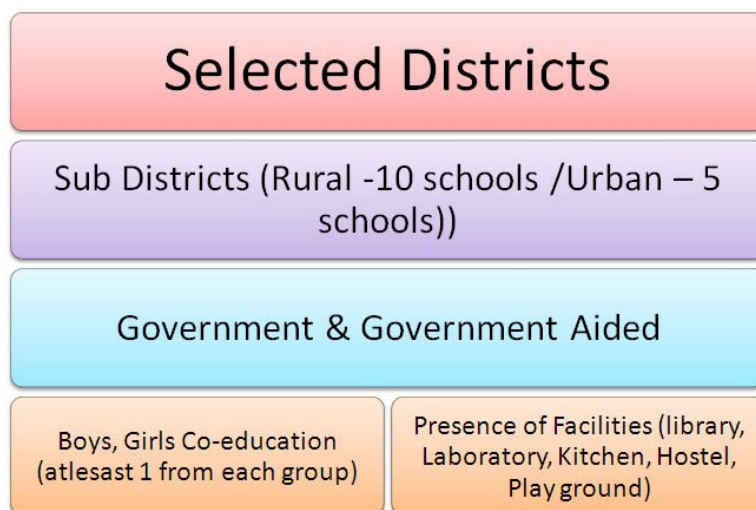 Selected Districts
Sub Districts (Rural -10 schools /Urban – 5
schools))
Government & Government Aided
Boys, Girls Co-education
(atlesast 1 from each group)
Presence of Facilities (library,
Laboratory, Kitchen, Hostel,
Play ground)